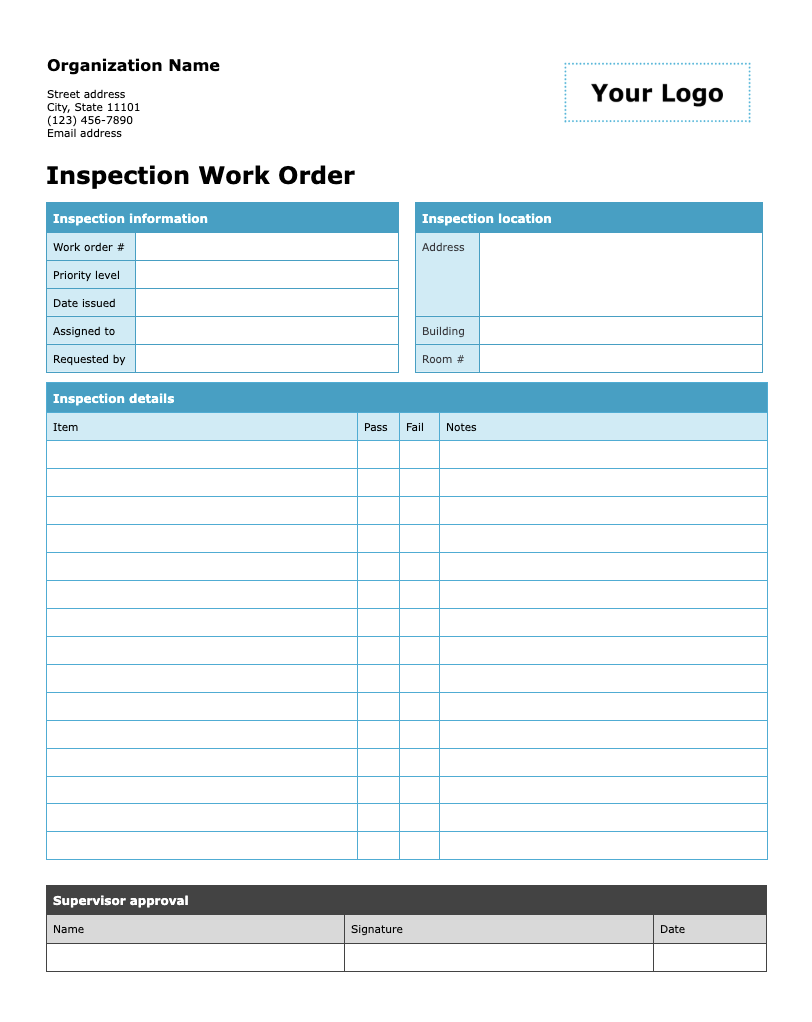 Organization Name
Your Logo
Street address
City, State 11101
(123) 456-7890
Email address
Inspection Work Order
Inspection information
Work order #
Priority level
Date issued
Assigned to
Requested by
Inspection location
Address
Building
Room #
Inspection details
Item Pass Fail Notes
Supervisor approval
Name Signature Date